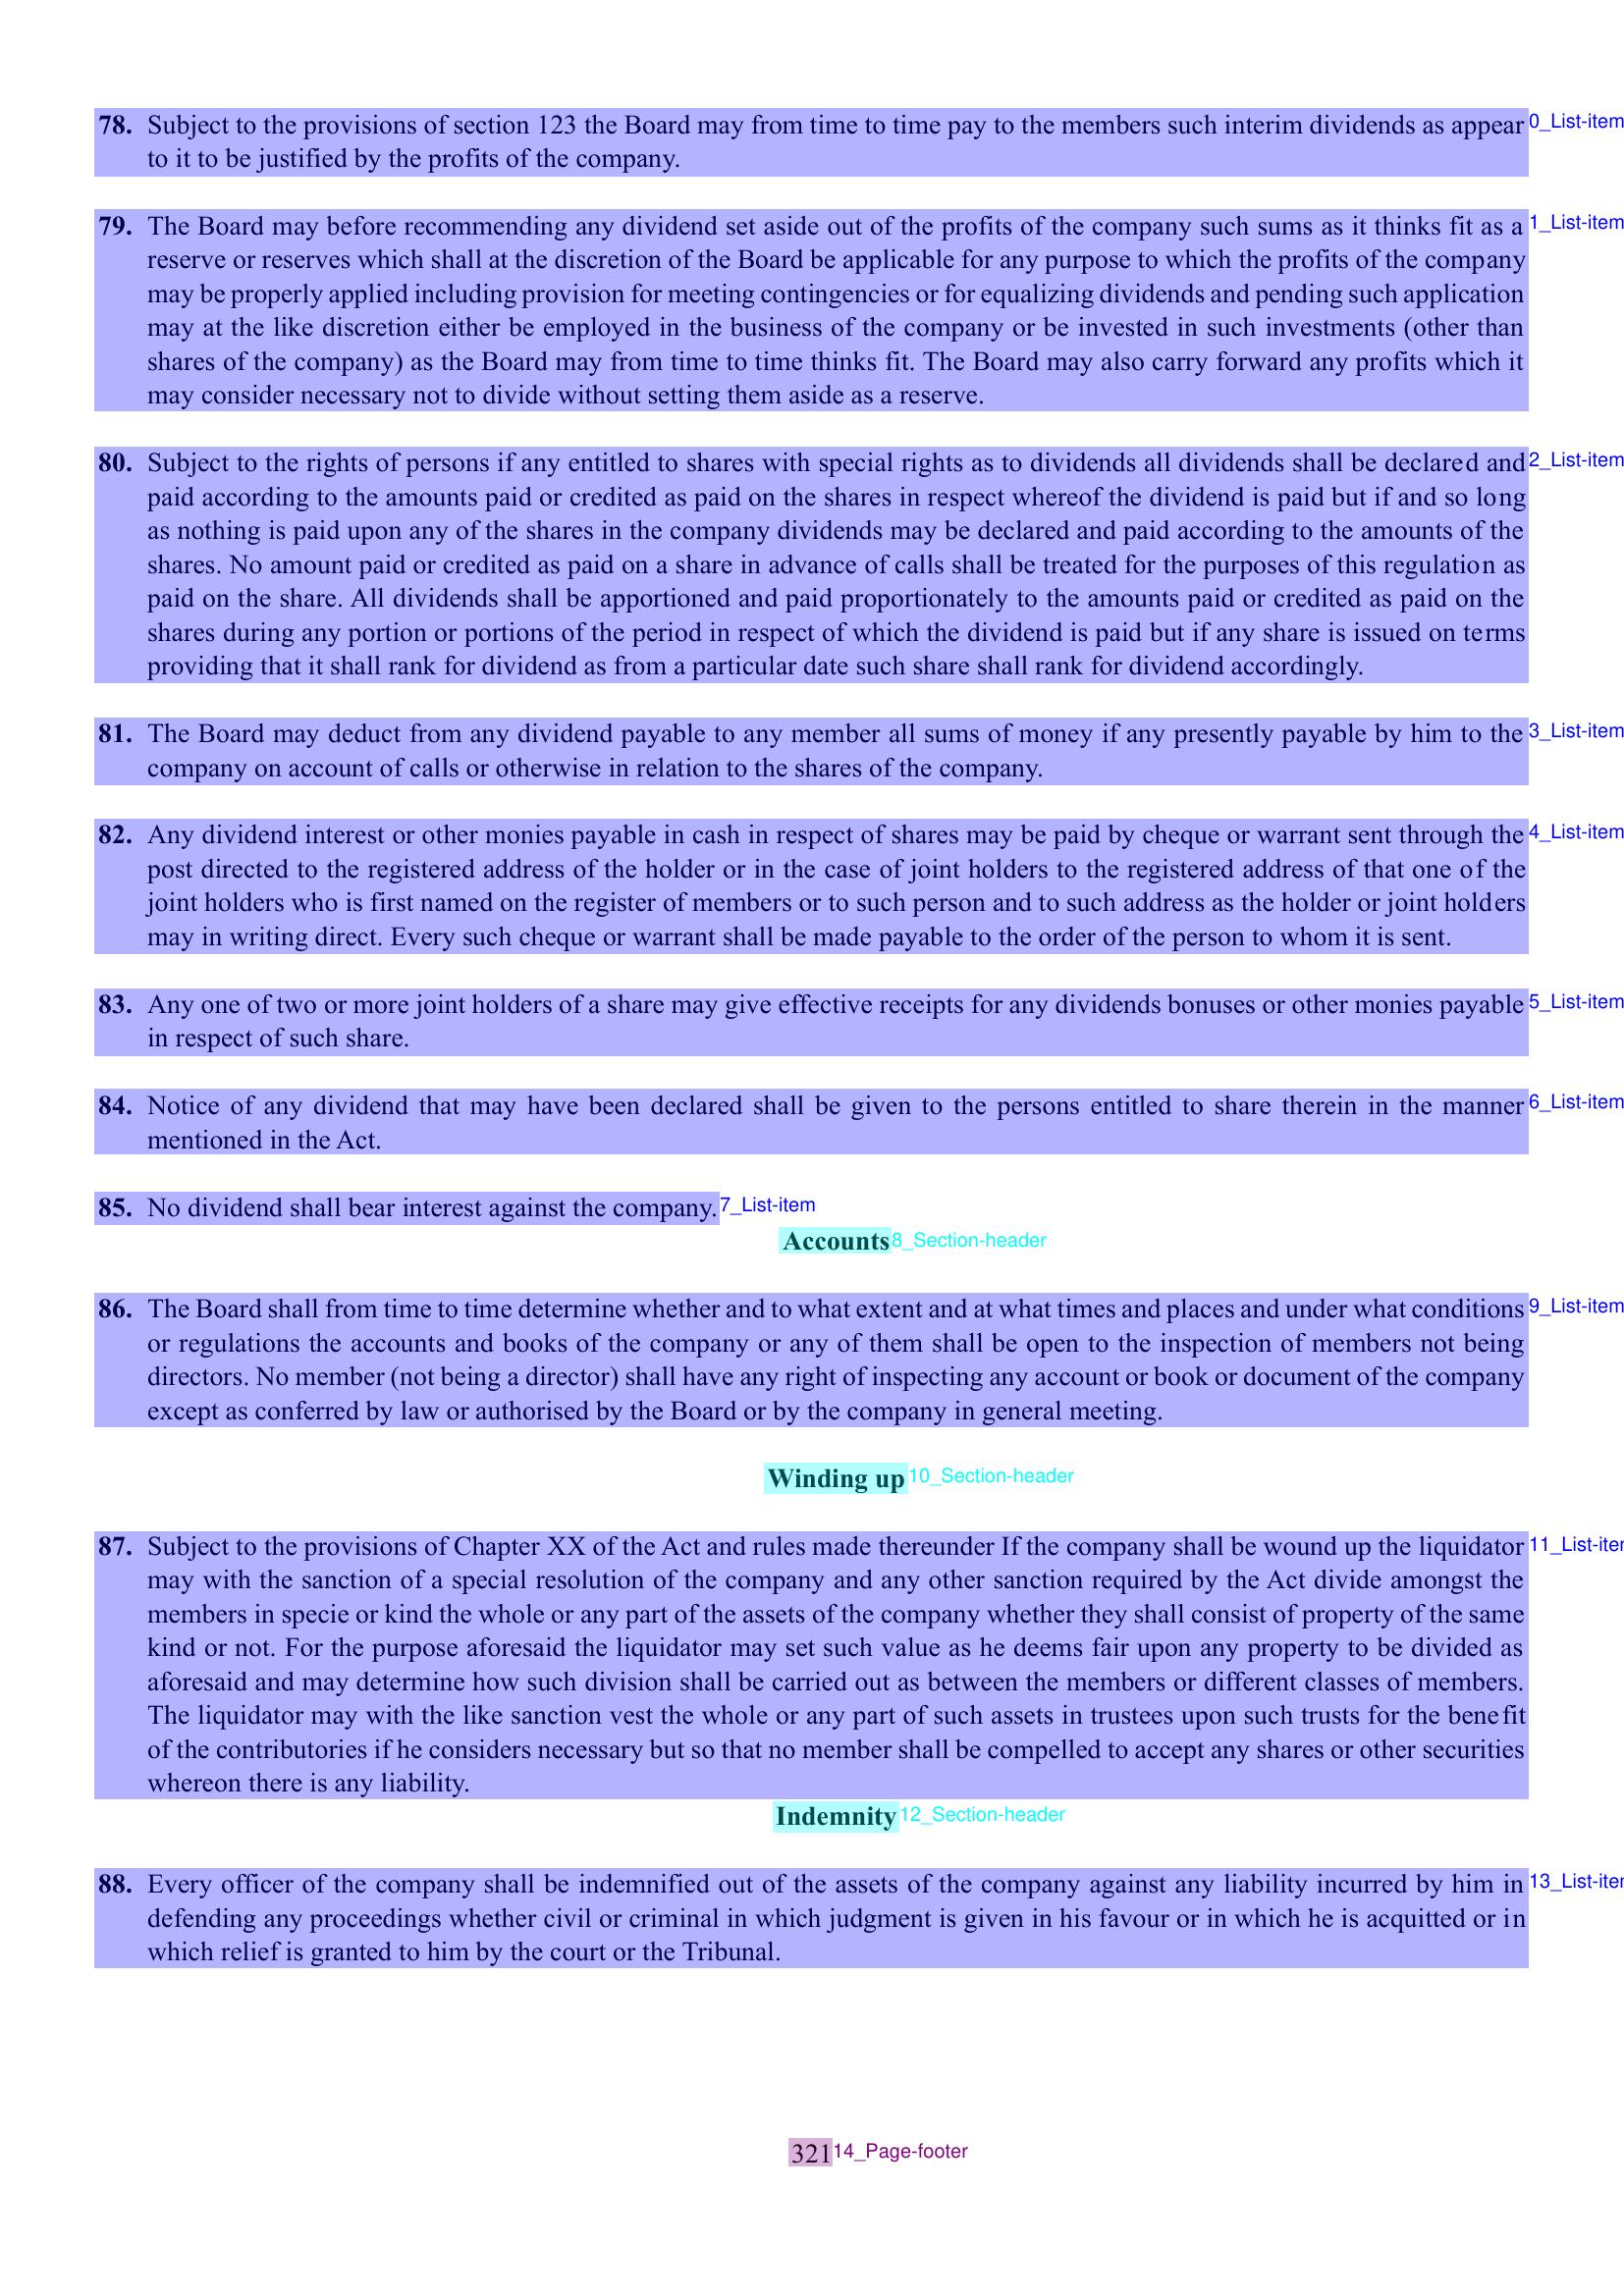 78. Subject to the provisions of section 123 the Board may from time to time pay to the members such interim dividends as appear 0_List-item
to it to be justified by the profits of the company.
79. The Board may before recommending any dividend set aside out of the profits of the company such sums as it thinks fit as a 1_List-item
reserve or reserves which shall at the discretion of the Board be applicable for any purpose to which the profits of the company
may be properly applied including provision for meeting contingencies or for equalizing dividends and pending such application
may at the like discretion either be employed in the business of the company or be invested in such investments (other than
shares of the company) as the Board may from time to time thinks fit. The Board may also carry forward any profits which it
may consider necessary not to divide without setting them aside as a reserve.
80. Subject to the rights of persons if any entitled to shares with special rights as to dividends all dividends shall be declared and 2_List-item
paid according to the amounts paid or credited as paid on the shares in respect whereof the dividend is paid but if and so long
as nothing is paid upon any of the shares in the company dividends may be declared and paid according to the amounts of the
shares. No amount paid or credited as paid on a share in advance of calls shall be treated for the purposes of this regulation as
paid on the share. All dividends shall be apportioned and paid proportionately to the amounts paid or credited as paid on the
shares during any portion or portions of the period in respect of which the dividend is paid but if any share is issued on terms
providing that it shall rank for dividend as from a particular date such share shall rank for dividend accordingly.
81. The Board may deduct from any dividend payable to any member all sums of money if any presently payable by him to the 3_List-item
company on account of calls or otherwise in relation to the shares of the company.
82. Any dividend interest or other monies payable in cash in respect of shares may be paid by cheque or warrant sent through the 4_List-item
post directed to the registered address of the holder or in the case of joint holders to the registered address of that one of the
joint holders who is first named on the register of members or to such person and to such address as the holder or joint holders
may in writing direct. Every such cheque or warrant shall be made payable to the order of the person to whom it is sent.
83. Any one of two or more joint holders of a share may give effective receipts for any dividends bonuses or other monies payable 5_List-item
in respect of such share.
84. Notice of any dividend that may have been declared shall be given to the persons entitled to share therein in the manner 6_List-item
mentioned in the Act.
85. No dividend shall bear interest against the company. 7_List-item
Accounts 8_Section-header
86. The Board shall from time to time determine whether and to what extent and at what times and places and under what conditions 9_List-item
or regulations the accounts and books of the company or any of them shall be open to the inspection of members not being
directors. No member (not being a director) shall have any right of inspecting any account or book or document of the company
except as conferred by law or authorised by the Board or by the company in general meeting.
Winding up 10_Section-header
87. Subject to the provisions of Chapter XX of the Act and rules made thereunder If the company shall be wound up the liquidator 11_List-iter
may with the sanction of a special resolution of the company and any other sanction required by the Act divide amongst the
members in specie or kind the whole or any part of the assets of the company whether they shall consist of property of the same
kind or not. For the purpose aforesaid the liquidator may set such value as he deems fair upon any property to be divided as
aforesaid and may determine how such division shall be carried out as between the members or different classes of members.
The liquidator may with the like sanction vest the whole or any part of such assets in trustees upon such trusts for the benefit
of the contributories if he considers necessary but so that no member shall be compelled to accept any shares or other securities
whereon there is any liability.
Indemnity 12_Section-header
88. Every officer of the company shall be indemnified out of the assets of the company against any liability incurred by him in 13_List-iter
defending any proceedings whether civil or criminal in which judgment is given in his favour or in which he is acquitted or in
which relief is granted to him by the court or the Tribunal.
321 14_Page-footer